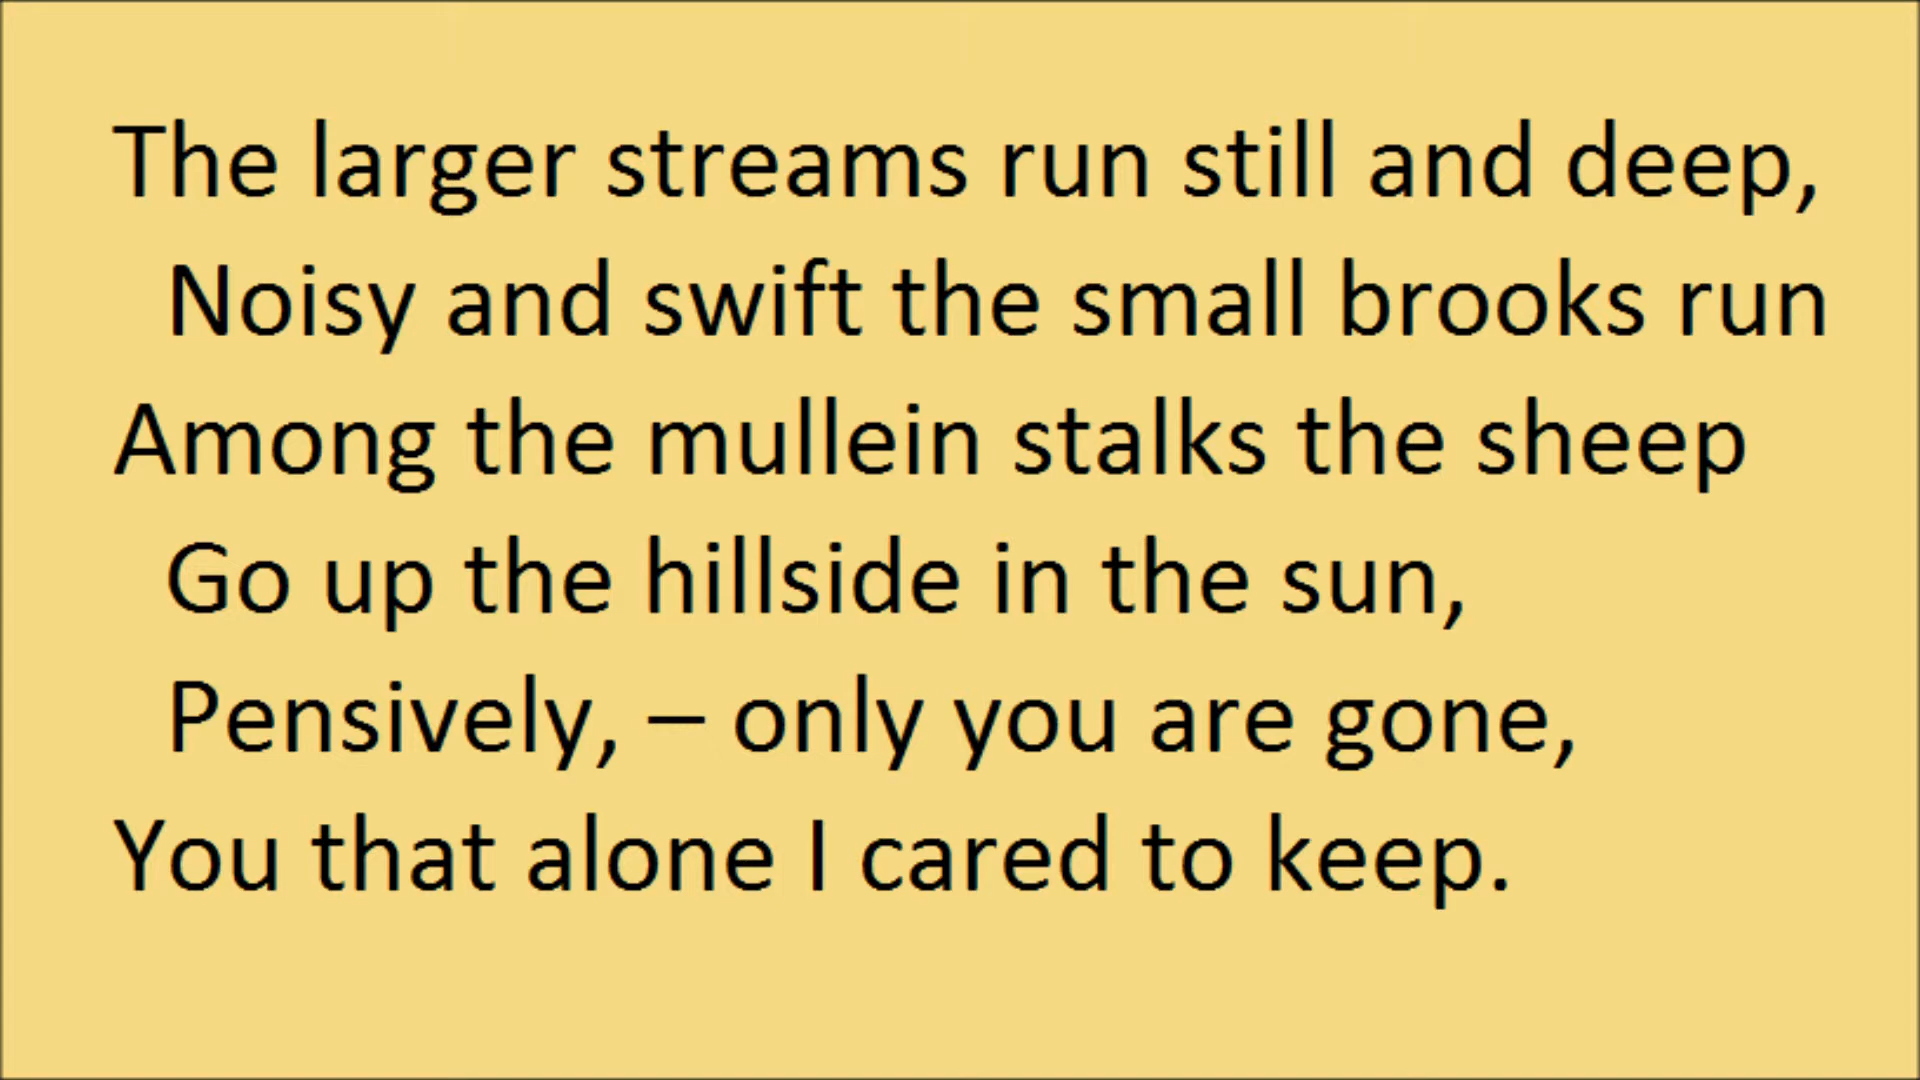 The larger streams run still and deep,
Noisy and swift the small brooks run
Among the mullein stalks the sheep
Go up the hillside in the sun,
Pensively, – only you are gone,
You that alone I cared to keep.